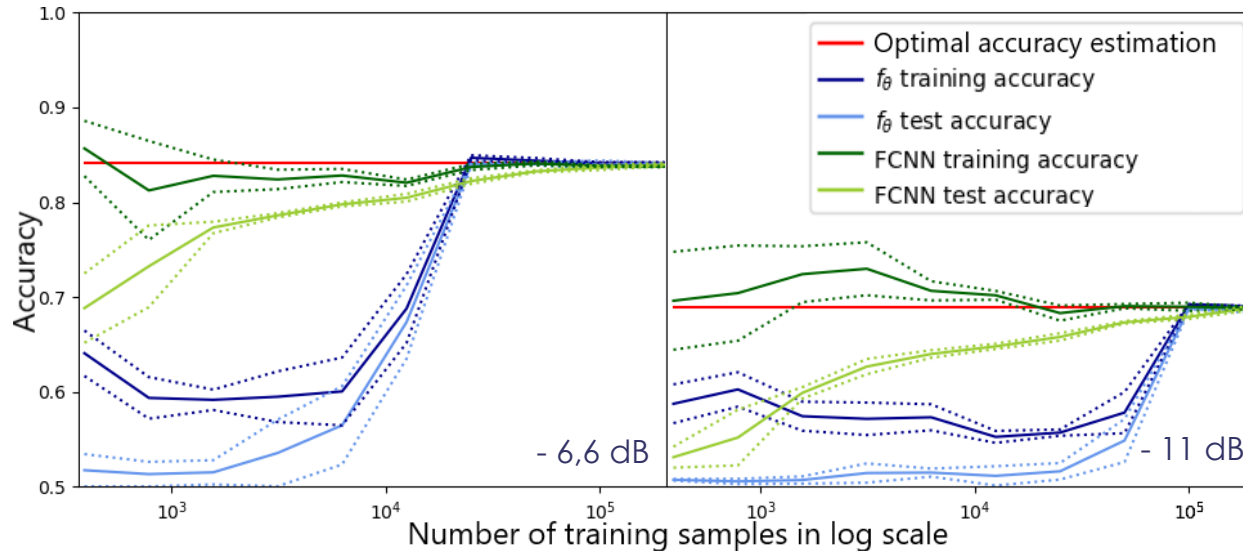 1.0
0.9
0.8
0.7
0.6
0.5
Accuracy
Optimal accuracy estimation
fθ training accuracy
fθ test accuracy
FCNN training accuracy
FCNN test accuracy
- 6,6 dB
- 11 dB
10³ 10⁴ 10⁵ 10³ 10⁴ 10⁵
Number of training samples in log scale